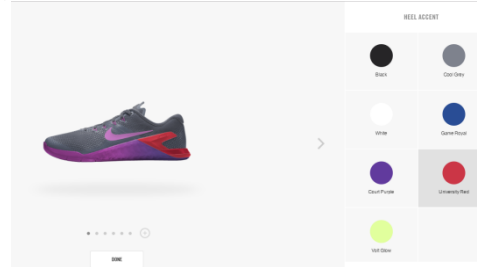 HEEL ACCENT
Black
Cool Grey
White
Game Royal
Court Purple
University Red
Volt Glow
DONE